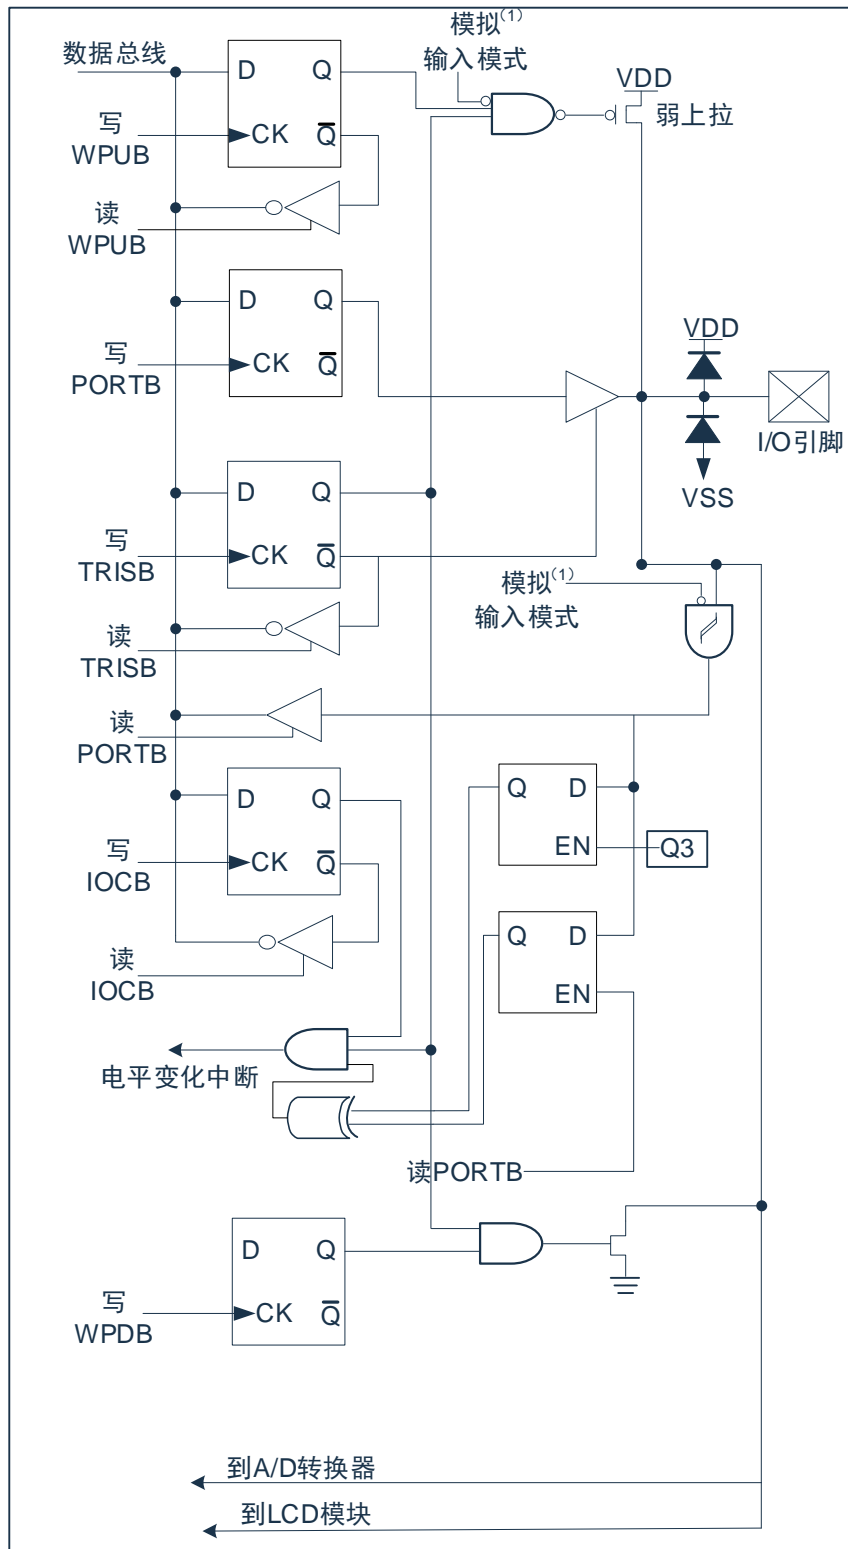 模拟(1)
输入模式
数据总线
D Q
VDD
弱上拉
写
WPUB
CK Q
读
WPUB
D Q
VDD
写
PORTB
CK Q
I/O引脚
VSS
D Q
写
TRISB
CK Q
模拟(1)
输入模式
读
TRISB
读
PORTB
D Q
Q D
写
IOCB
CK Q
EN
Q3
Q D
读
IOCB
EN
电平变化中断
读PORTB
D Q
写
WPDB
CK Q
到A/D转换器
到LCD模块